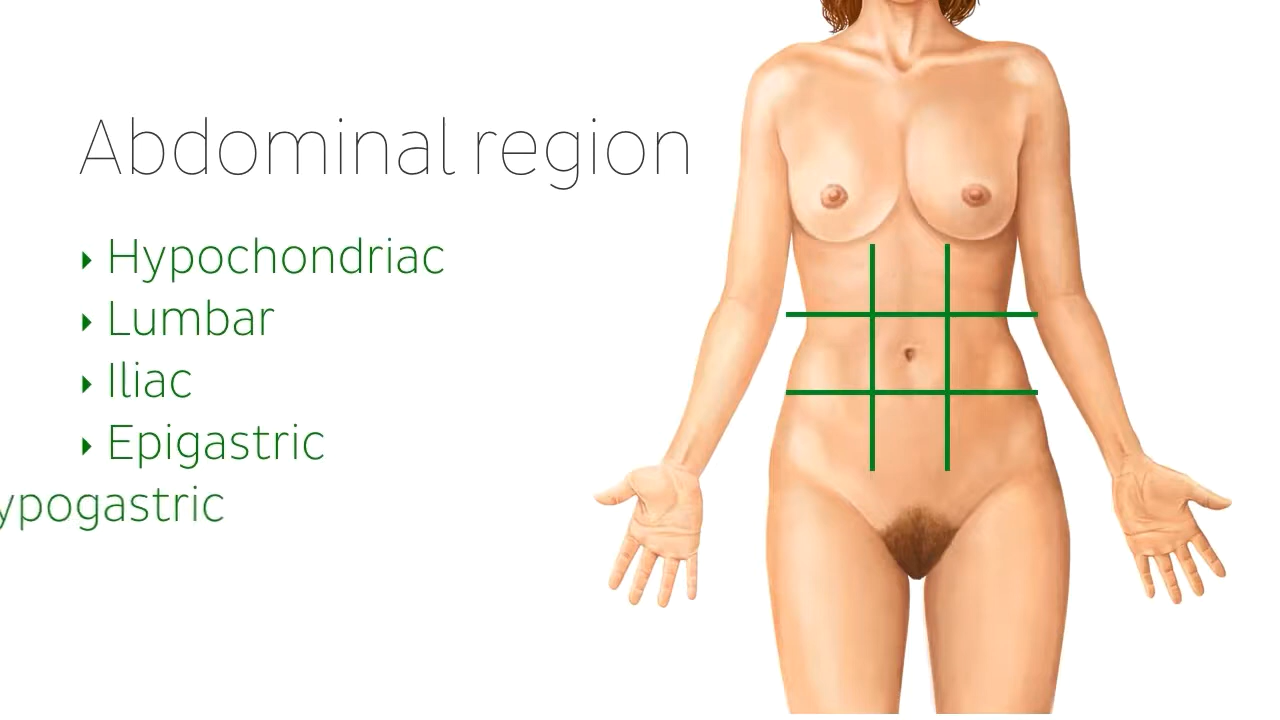 Abdominal region
Hypochondriac
Lumbar
Iliac
Epigastric
ypogastric